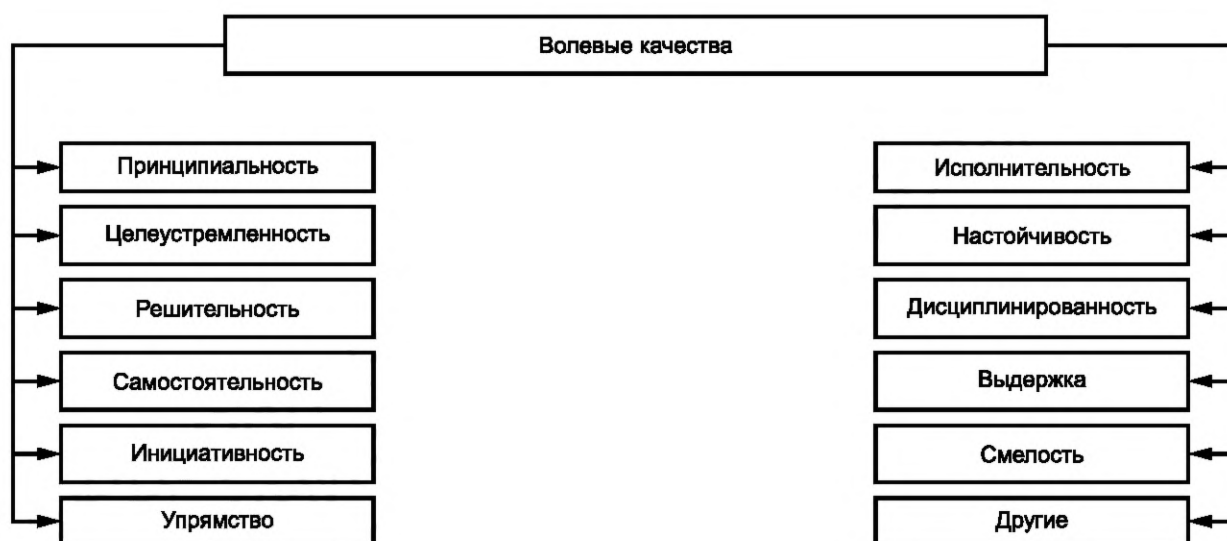 Волевые качества
Принципиальность
Целеустремленность
Решительность
Самостоятельность
Инициативность
Упрямство
Исполнительность
Настойчивость
Дисциплинированность
Выдержка
Смелость
Другие